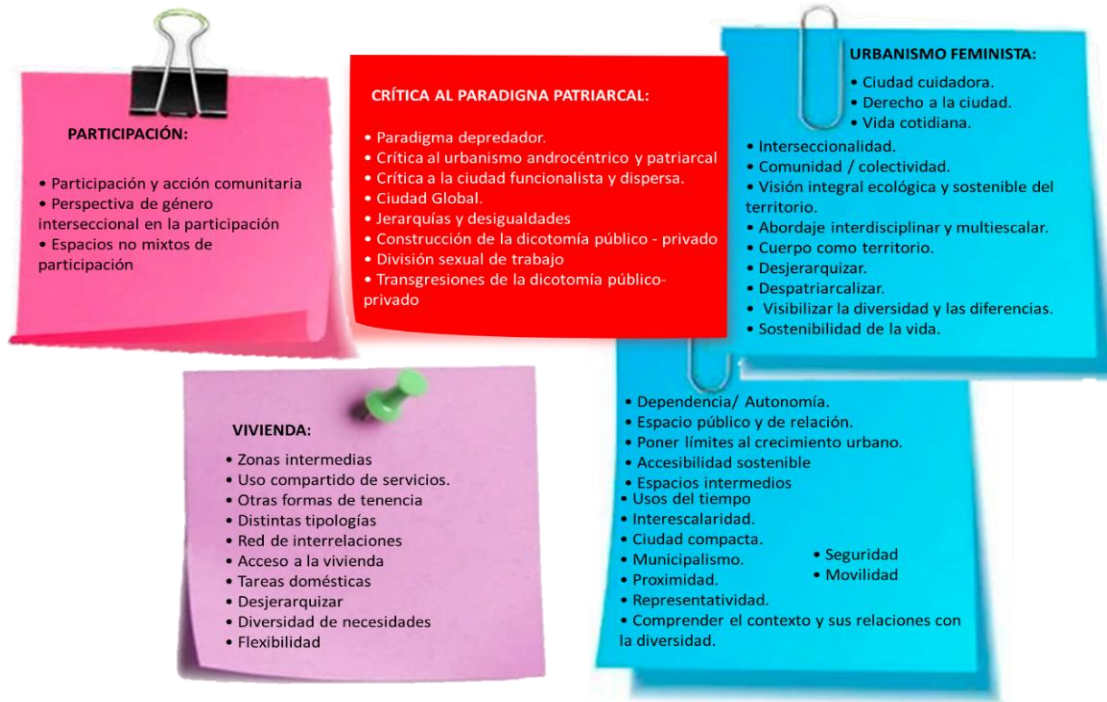 PARTICIPACIÓN:
• Participación y acción comunitaria
• Perspectiva de género
interseccional en la participación
• Espacios no mixtos de
participación
CRÍTICA AL PARADIGNA PATRIARCAL:
• Paradigma depredador.
• Crítica al urbanismo androcéntrico y patriarcal
• Crítica a la ciudad funcionalista y dispersa.
• Ciudad Global.
• Jerarquías y desigualdades
• Construcción de la dicotomía público - privado
• División sexual de trabajo
• Transgresiones de la dicotomía público-
privado
URBANISMO FEMINISTA:
• Ciudad cuidadora.
• Derecho a la ciudad.
• Vida cotidiana.
• Interseccionalidad.
• Comunidad / colectividad.
• Visión integral ecológica y sostenible del
territorio.
• Abordaje interdisciplinar y multiescalar.
• Cuerpo como territorio.
• Desjerarquizar.
• Despatriarcalizar.
• Visibilizar la diversidad y las diferencias.
• Sostenibilidad de la vida.
VIVIENDA:
• Zonas intermedias
• Uso compartido de servicios.
• Otras formas de tenencia
• Distintas tipologías
• Red de interrelaciones
• Acceso a la vivienda
• Tareas domésticas
• Desjerarquizar
• Diversidad de necesidades
• Flexibilidad
• Dependencia/ Autonomía.
• Espacio público y de relación.
• Poner límites al crecimiento urbano.
• Accesibilidad sostenible
• Espacios intermedios
• Usos del tiempo
• Interescalaridad.
• Ciudad compacta.
• Municipalismo.
• Proximidad.
• Representatividad.
• Comprender el contexto y sus relaciones con
la diversidad.
• Seguridad
• Movilidad